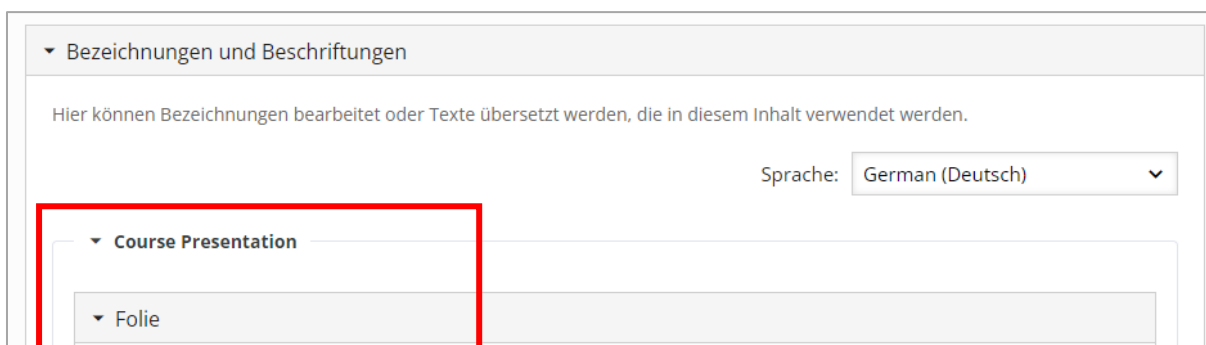 Bezeichnungen und Beschriftungen
Hier können Bezeichnungen bearbeitet oder Texte übersetzt werden, die in diesem Inhalt verwendet werden.
Sprache: German (Deutsch)
Course Presentation
Folie